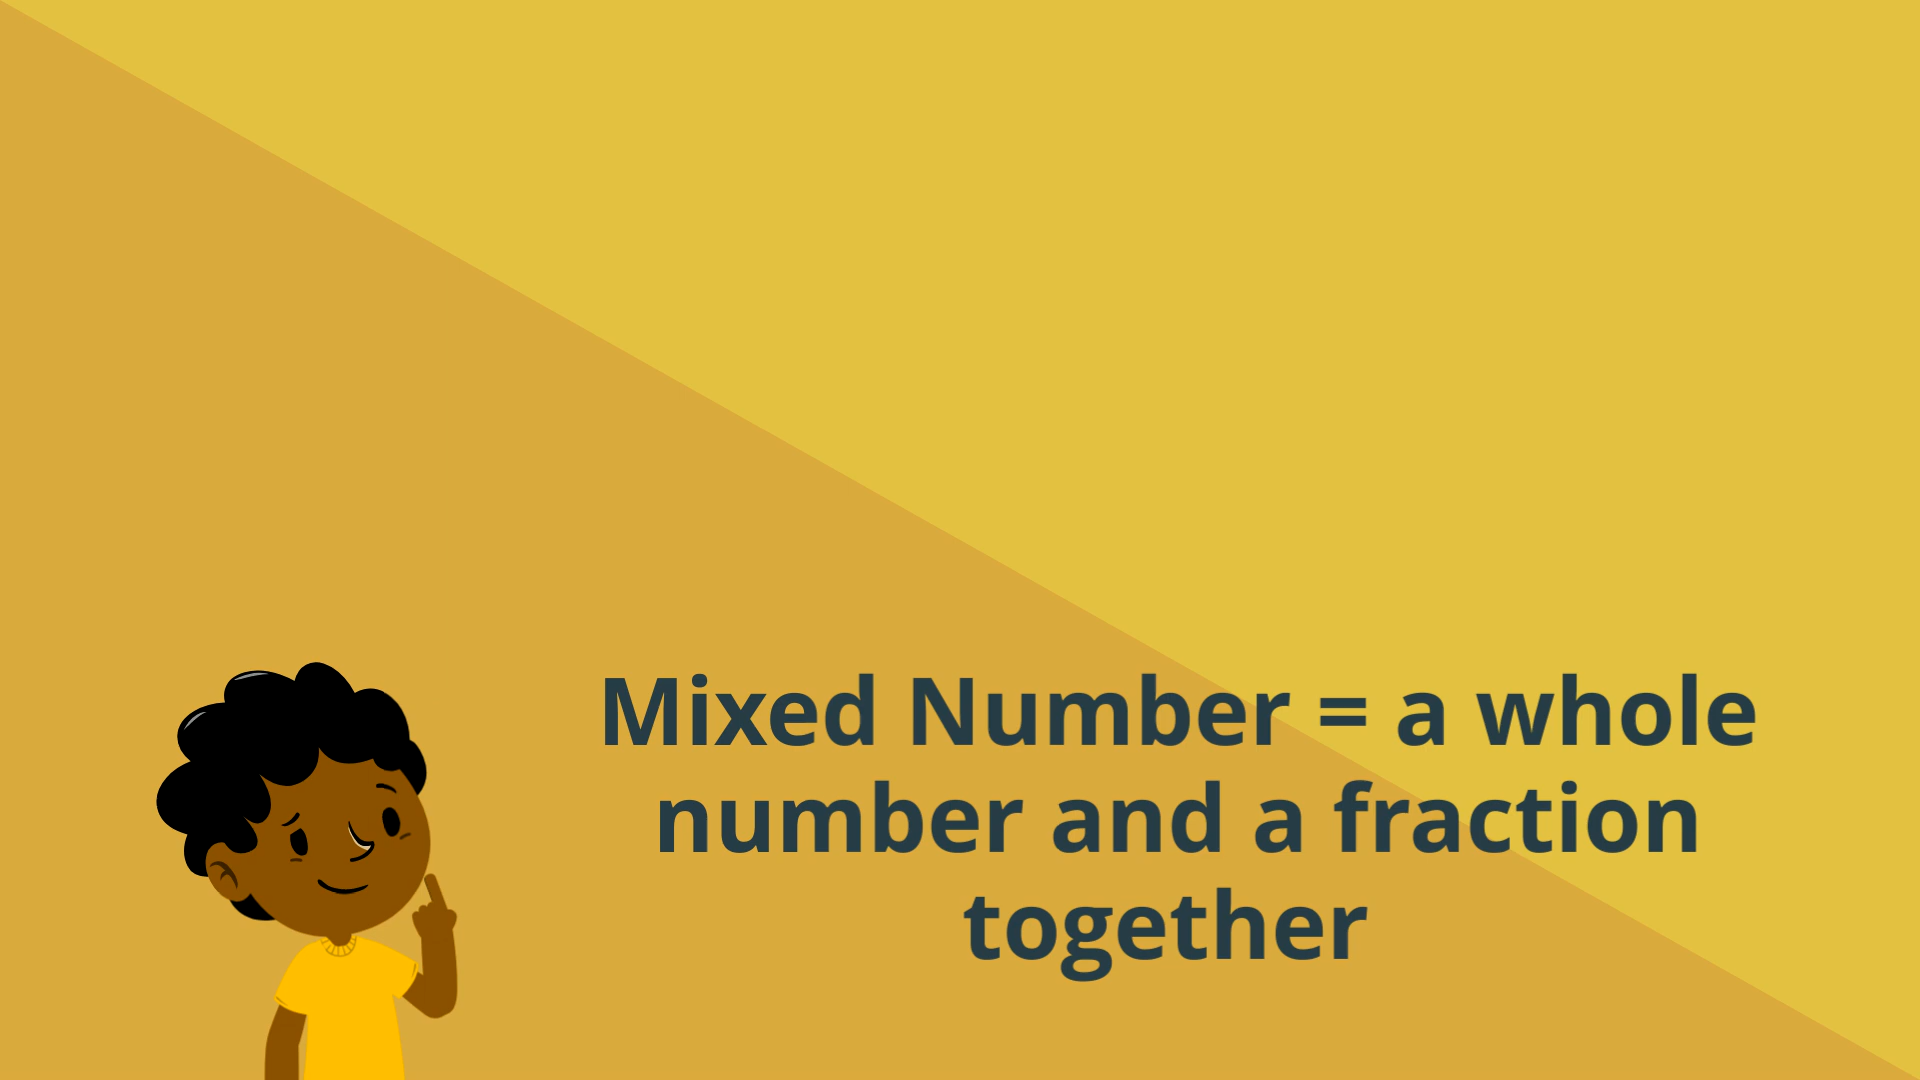 Mixed Number = a whole
number and a fraction
together